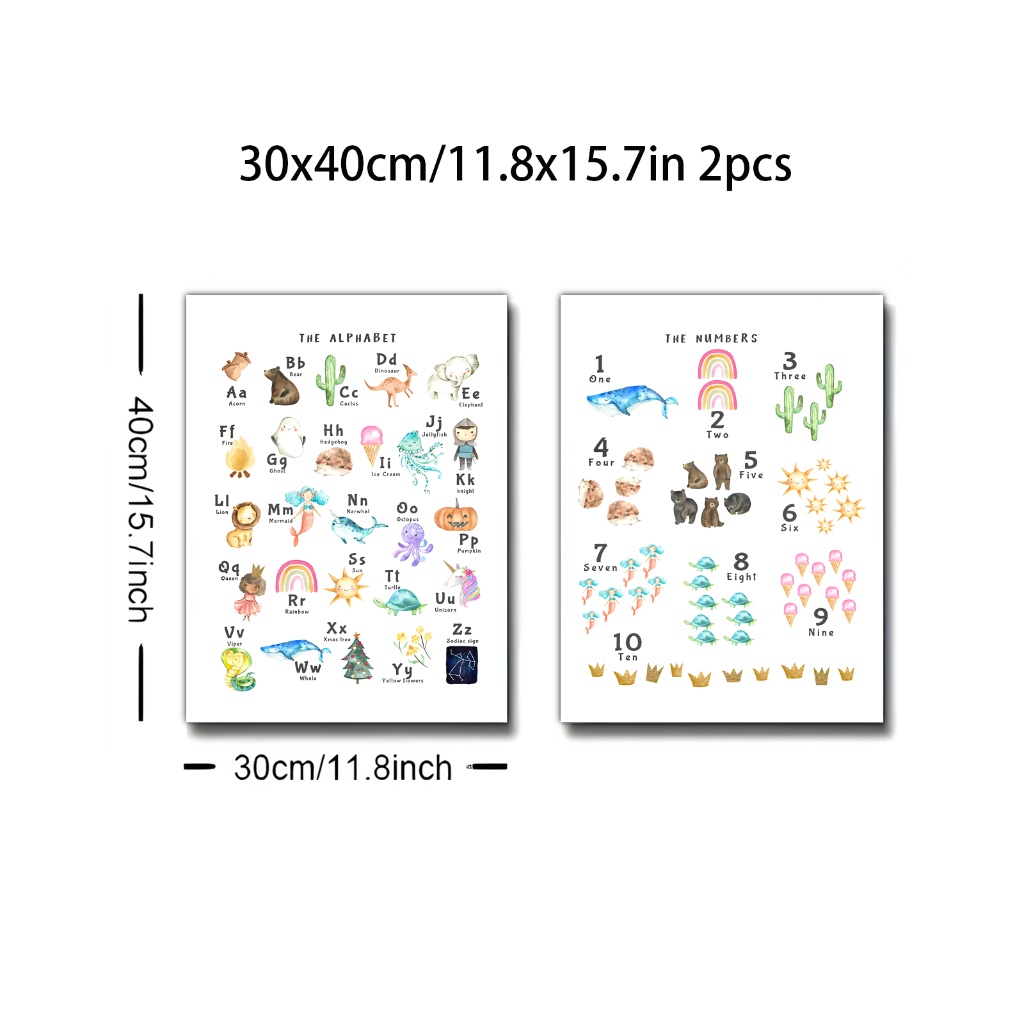 30x40cm/11.8x15.7in 2pcs
40cm/15.7inch
30cm/11.8inch
THE ALPHABET
Aa
Acorn
Bb
Bear
Cc
Cactus
Dd
Dinosaur
Ee
Elephant
Ff
Fire
Gg
Ghost
Hh
Hedgehog
Ii
Ice Cream
Jj
Jellyfish
Kk
knight
Ll
Lion
Mm
Mermaid
Nn
Narwhal
Oo
Octopus
Pp
Pumpkin
Qq
Queen
Rr
Rainbow
Ss
Sun
Tt
Turtle
Uu
Unicorn
Vv
Viper
Ww
Whale
Xx
Xmas tree
Yy
Yellow flowers
Zz
Zodiac sign
THE NUMBERS
1
One
2
Two
3
Three
4
Four
5
Five
6
Six
7
Seven
8
Eight
9
Nine
10
Ten